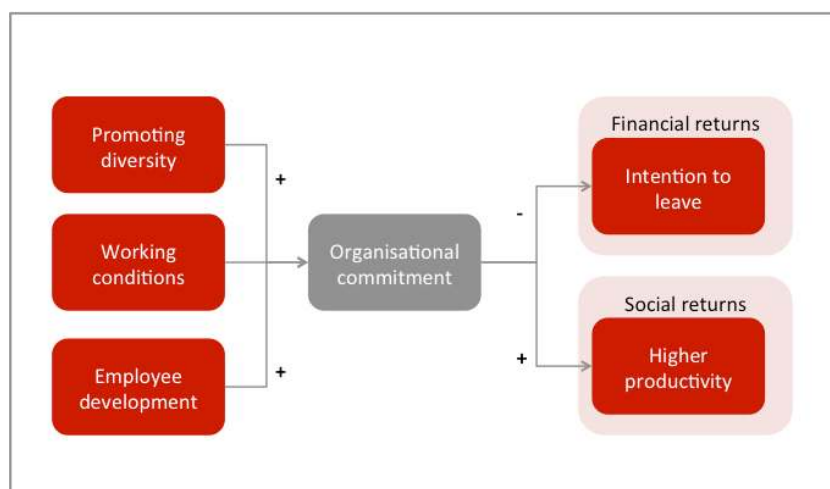 Promoting
diversity
+
Working
conditions
Employee
development
+
Organisational
commitment
-
+
Financial returns
Intention to
leave
Social returns
Higher
productivity